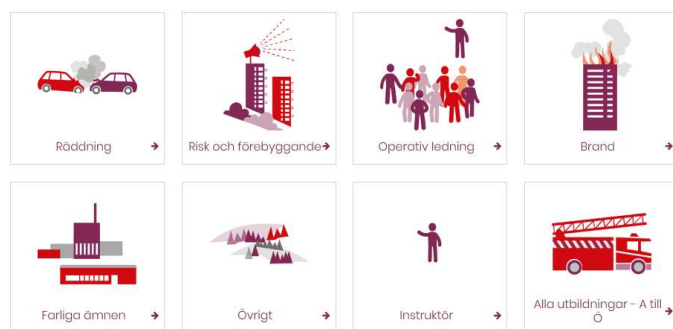 Räddning
Risk och förebyggande
Operativ ledning
Brand
Farliga ämnen
Övrigt
Instruktör
Alla utbildningar - A till
Ö